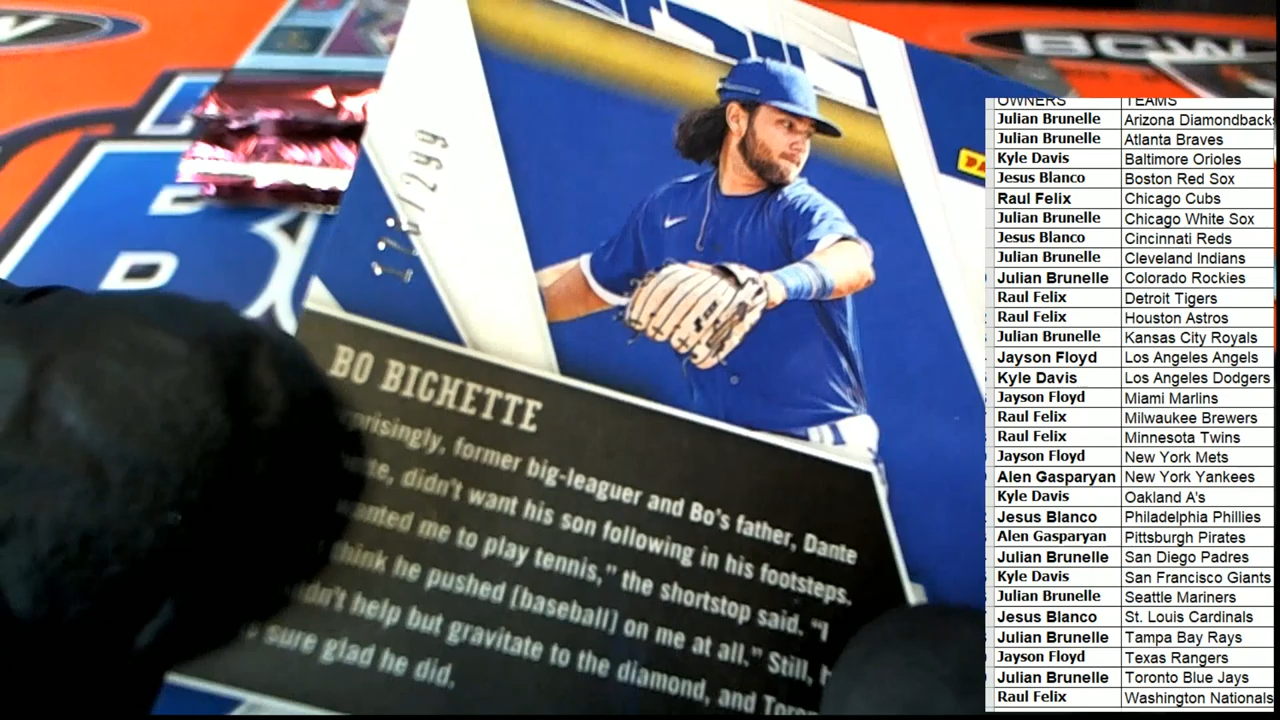 BCW
176/299
BO BICHETTE
former big-leaguer and Bo's father, Dante
didn't want his son following in his footsteps.
me to play tennis," the shortstop said. "I
think he pushed [baseball] on me at all." Still,
help but gravitate to the diamond, and
sure glad he did.
OWNERS TEAMS
Julian Brunelle Arizona Diamondback
Julian Brunelle Atlanta Braves
Kyle Davis Baltimore Orioles
Jesus Blanco Boston Red Sox
Raul Felix Chicago Cubs
Julian Brunelle Chicago White Sox
Jesus Blanco Cincinnati Reds
Julian Brunelle Cleveland Indians
Julian Brunelle Colorado Rockies
Raul Felix Detroit Tigers
Raul Felix Houston Astros
Julian Brunelle Kansas City Royals
Jayson Floyd Los Angeles Angels
Kyle Davis Los Angeles Dodgers
Jayson Floyd Miami Marlins
Raul Felix Milwaukee Brewers
Raul Felix Minnesota Twins
Jayson Floyd New York Mets
Alen Gasparyan New York Yankees
Kyle Davis Oakland A's
Jesus Blanco Philadelphia Phillies
Alen Gasparyan Pittsburgh Pirates
Julian Brunelle San Diego Padres
Kyle Davis San Francisco Giants
Julian Brunelle Seattle Mariners
Jesus Blanco St. Louis Cardinals
Julian Brunelle Tampa Bay Rays
Jayson Floyd Texas Rangers
Julian Brunelle Toronto Blue Jays
Raul Felix Washington Nationals